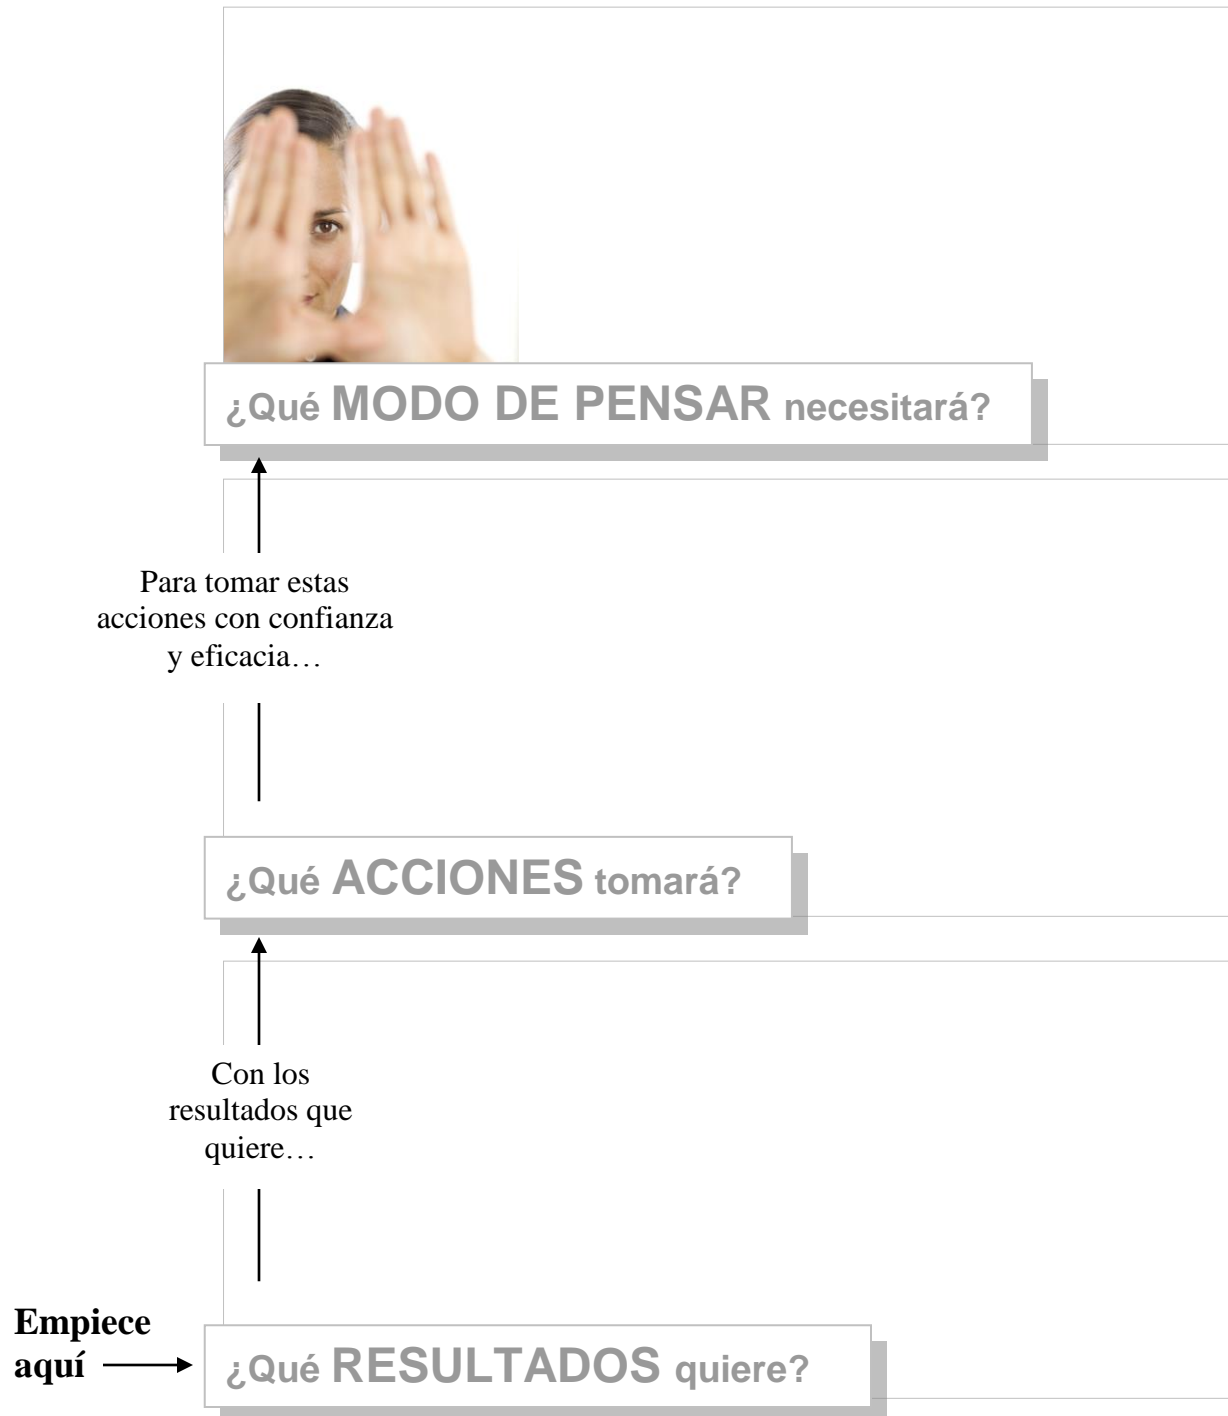 ¿Qué MODO DE PENSAR necesitará?
Para tomar estas
acciones con confianza
y eficacia…
¿Qué ACCIONES tomará?
Con los
resultados que
quiere…
Empiece
aquí
¿Qué RESULTADOS quiere?